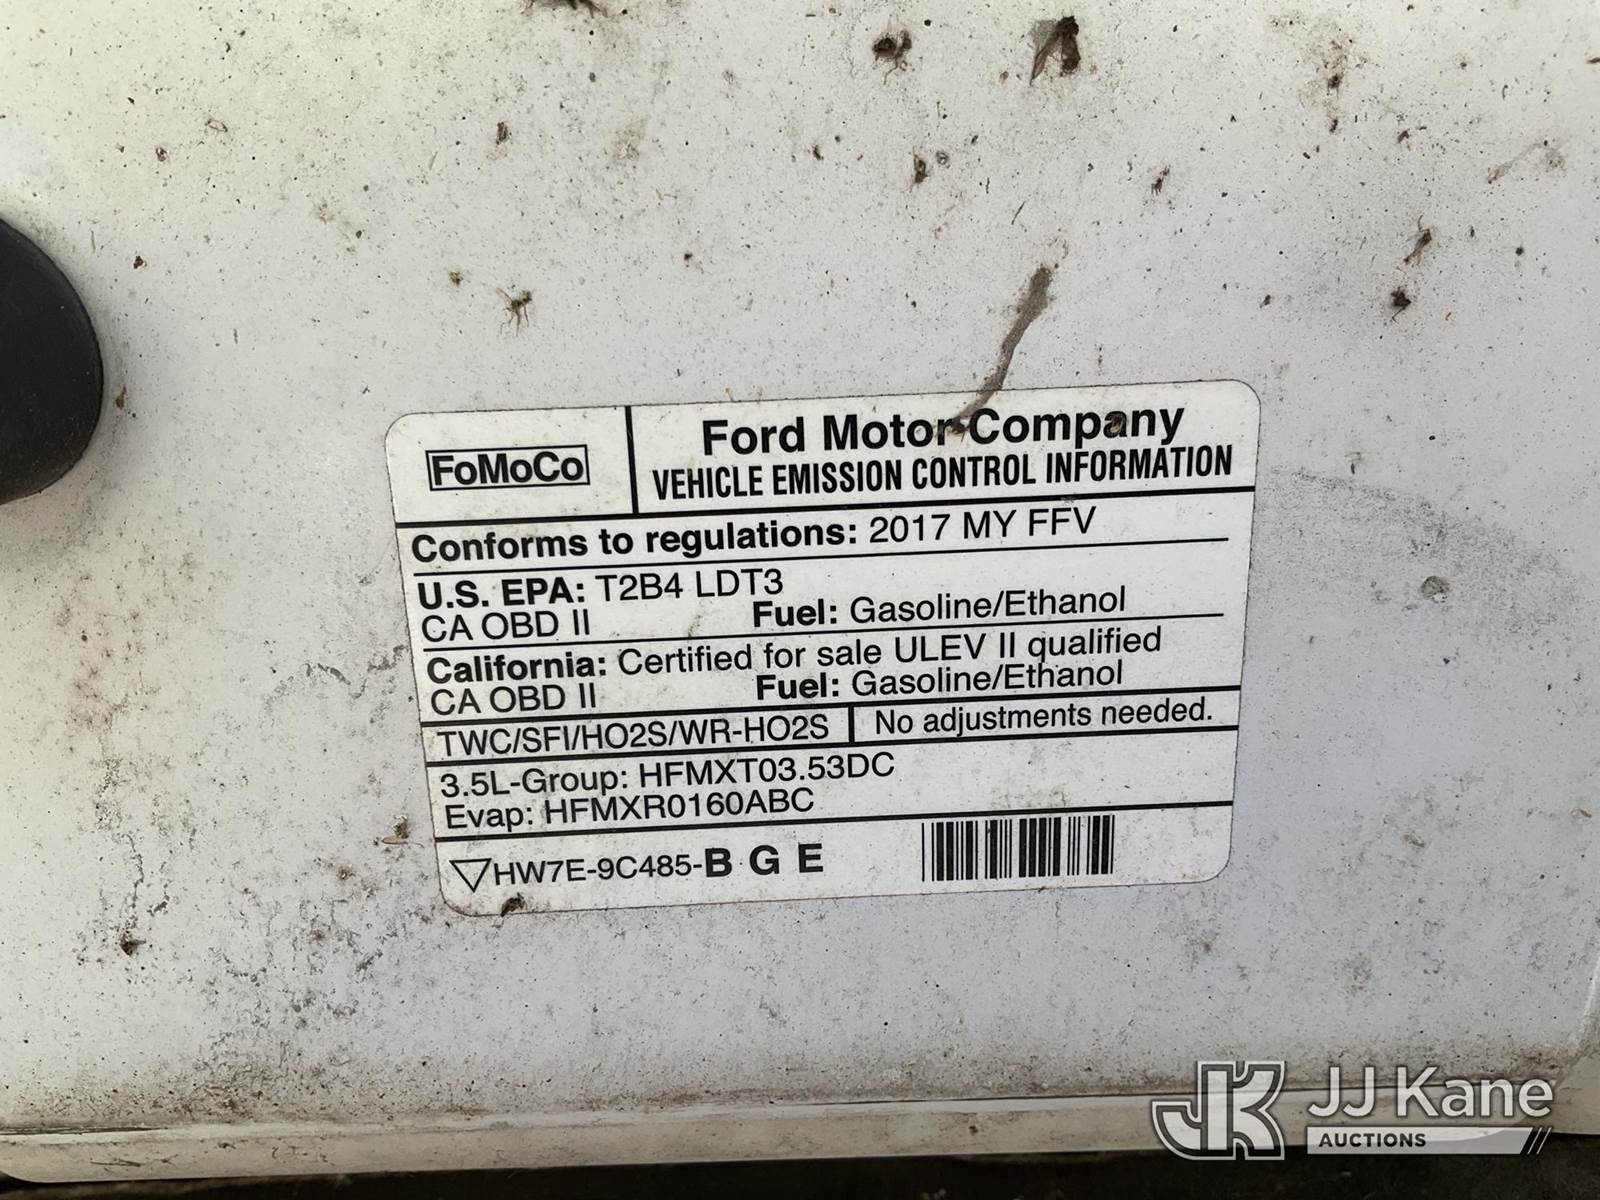 FoMoCo
Ford Motor Company
VEHICLE EMISSION CONTROL INFORMATION
Conforms to regulations: 2017 MY FFV
U.S. EPA: T2B4 LDT3
CA OBD II Fuel: Gasoline/Ethanol
California: Certified for sale ULEV II qualified
CA OBD II Fuel: Gasoline/Ethanol
TWC/SFI/HO2S/WR-HO2S No adjustments needed.
3.5L-Group: HFMXT03.53DC
Evap: HFMXR0160ABC
HW7E-9C485-B G E
JK JJ Kane
AUCTIONS